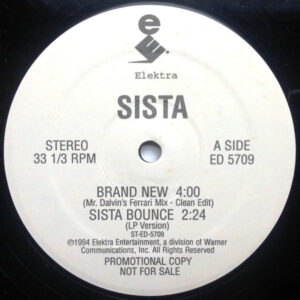 e
E
Elektra
SISTA
STEREO
33 1/3 RPM
A SIDE
ED 5709
BRAND NEW 4:00
(Mr. Dalvin's Ferrari Mix - Clean Edit)
SISTA BOUNCE 2:24
(LP Version)
ST-ED-5709
℗1994 Elektra Entertainment, a division of Warner
Communications, Inc. All Rights Reserved
PROMOTIONAL COPY
NOT FOR SALE